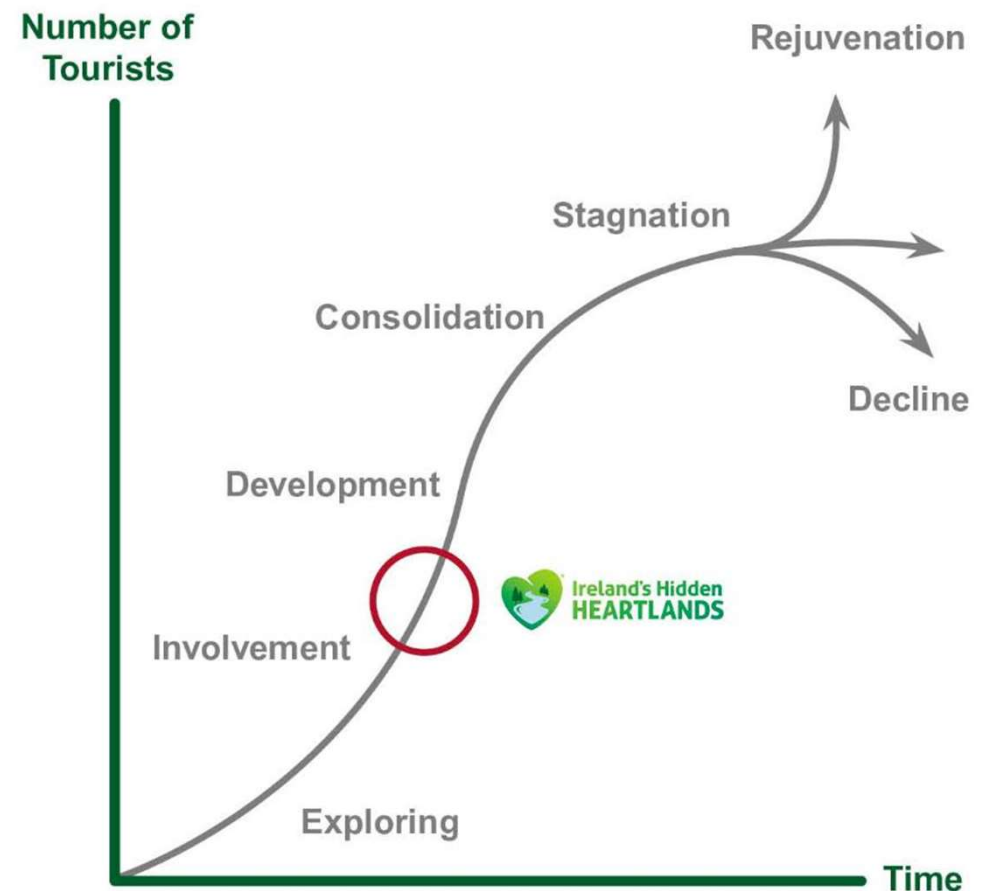 Number of
Tourists
Rejuvenation
Stagnation
Consolidation
Decline
Development
Ireland's Hidden
HEARTLANDS
Involvement
Exploring
Time